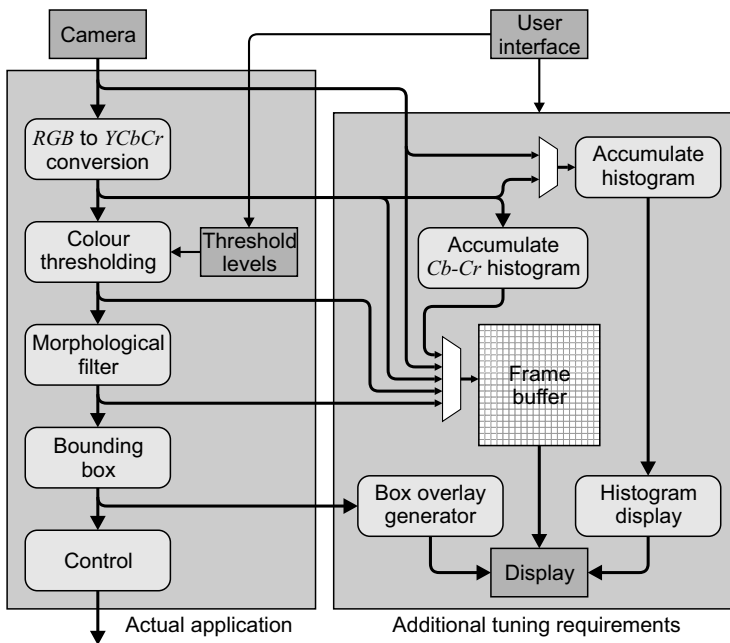 Camera
User
interface
RGB to YCbCr
conversion
Accumulate
histogram
Colour
thresholding
Threshold
levels
Accumulate
Cb-Cr histogram
Morphological
filter
Frame
buffer
Bounding
box
Box overlay
generator
Histogram
display
Control
Display
Actual application
Additional tuning requirements